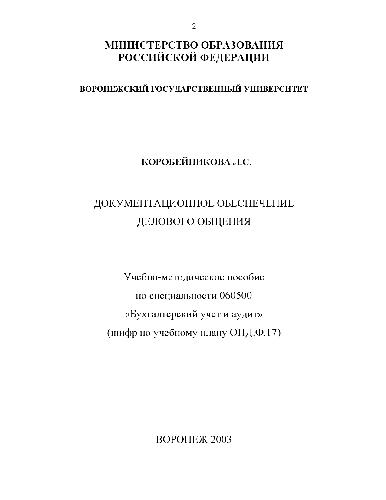 2
МИНИСТЕРСТВО ОБРАЗОВАНИЯ
РОССИЙСКОЙ ФЕДЕРАЦИИ
ВОРОНЕЖСКИЙ ГОСУДАРСТВЕННЫЙ УНИВЕРСИТЕТ
КОРОБЕЙНИКОВА Л.С.
ДОКУМЕНТАЦИОННОЕ ОБЕСПЕЧЕНИЕ
ДЕЛОВОГО ОБЩЕНИЯ
Учебно-методическое пособие
по специальности 060500
«Бухгалтерский учет и аудит»
(шифр по учебному плану ОПД.Ф.17)
ВОРОНЕЖ 2003